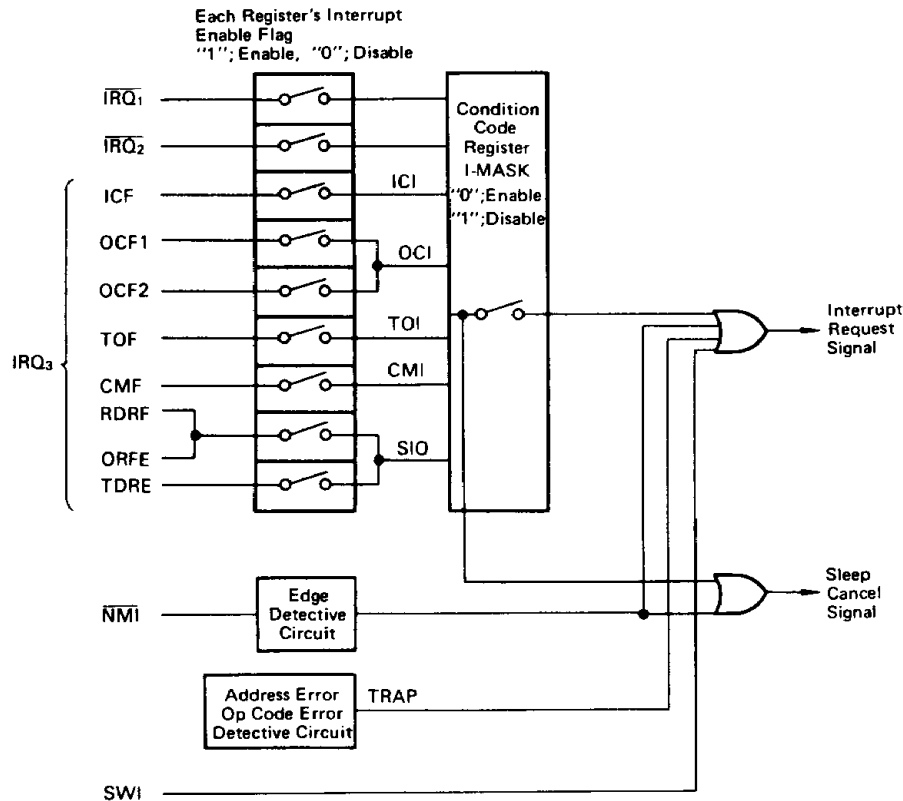 Each Register's Interrupt
Enable Flag
"1"; Enable, "0"; Disable
IRQ₁
IRQ₂
ICF
OCF1
OCF2
TOF
CMF
RDRF
ORFE
TDRE
IRQ₃
ICI
OCI
TOI
CMI
SIO
Condition
Code
Register
I-MASK
"0";Enable
"1";Disable
Interrupt
Request
Signal
NMI
Edge
Detective
Circuit
Sleep
Cancel
Signal
Address Error
Op Code Error
Detective Circuit
TRAP
SWI